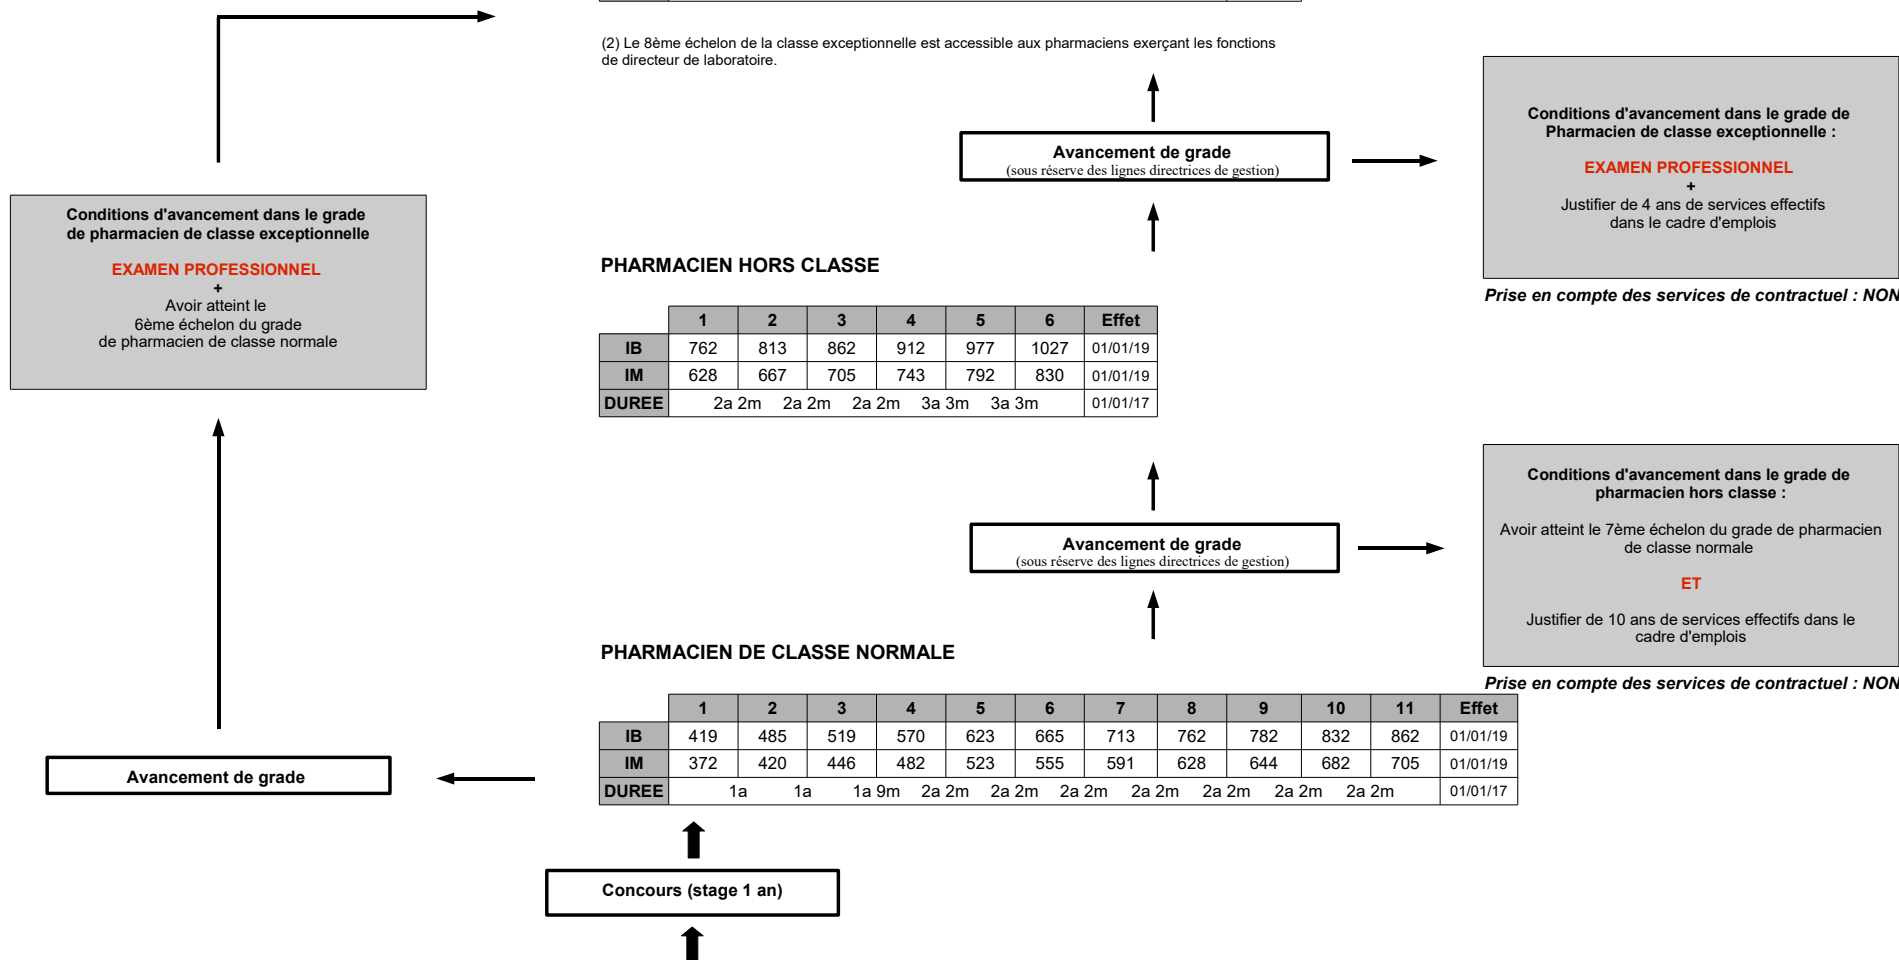 (2) Le 8ème échelon de la classe exceptionnelle est accessible aux pharmaciens exerçant les fonctions
de directeur de laboratoire.
Avancement de grade
(sous réserve des lignes directrices de gestion)
Conditions d'avancement dans le grade de
Pharmacien de classe exceptionnelle :
EXAMEN PROFESSIONNEL
+
Justifier de 4 ans de services effectifs
dans le cadre d'emplois
Prise en compte des services de contractuel : NON
Conditions d'avancement dans le grade
de pharmacien de classe exceptionnelle
EXAMEN PROFESSIONNEL
+
Avoir atteint le
6ème échelon du grade
de pharmacien de classe normale
PHARMACIEN HORS CLASSE
1 2 3 4 5 6 Effet
IB 762 813 862 912 977 1027 01/01/19
IM 628 667 705 743 792 830 01/01/19
DUREE 2a 2m 2a 2m 2a 2m 3a 3m 3a 3m 01/01/17
Avancement de grade
(sous réserve des lignes directrices de gestion)
Conditions d'avancement dans le grade de
pharmacien hors classe :
Avoir atteint le 7ème échelon du grade de pharmacien
de classe normale
ET
Justifier de 10 ans de services effectifs dans le
cadre d'emplois
Prise en compte des services de contractuel : NON
PHARMACIEN DE CLASSE NORMALE
1 2 3 4 5 6 7 8 9 10 11 Effet
IB 419 485 519 570 623 665 713 762 782 832 862 01/01/19
IM 372 420 446 482 523 555 591 628 644 682 705 01/01/19
DUREE 1a 1a 1a 9m 2a 2m 2a 2m 2a 2m 2a 2m 2a 2m 2a 2m 2a 2m 01/01/17
Avancement de grade
Concours (stage 1 an)